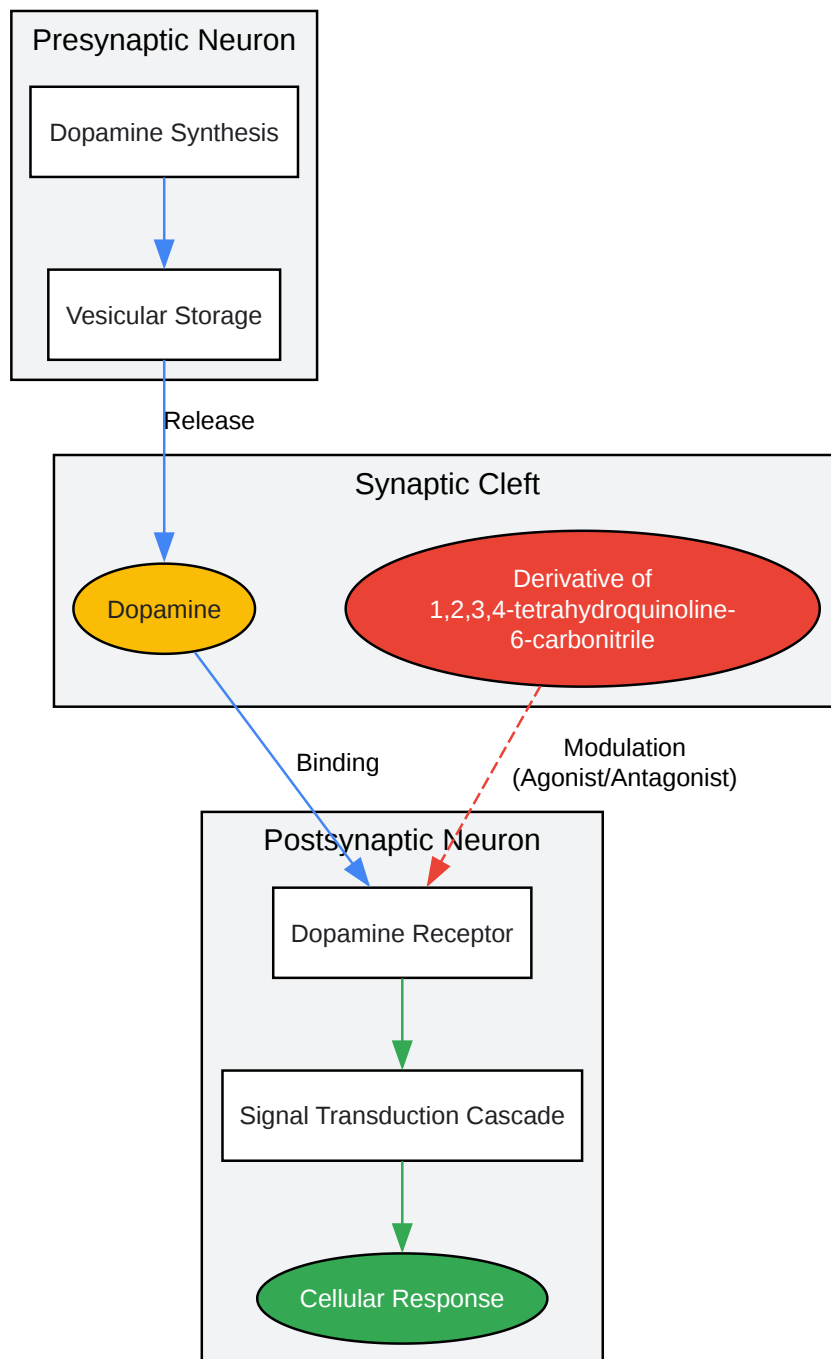 Presynaptic Neuron
Dopamine Synthesis
Vesicular Storage
Release
Synaptic Cleft
Dopamine
Derivative of
1,2,3,4-tetrahydroquinoline-
6-carbonitrile
Binding
Modulation
(Agonist/Antagonist)
Postsynaptic Neuron
Dopamine Receptor
Signal Transduction Cascade
Cellular Response